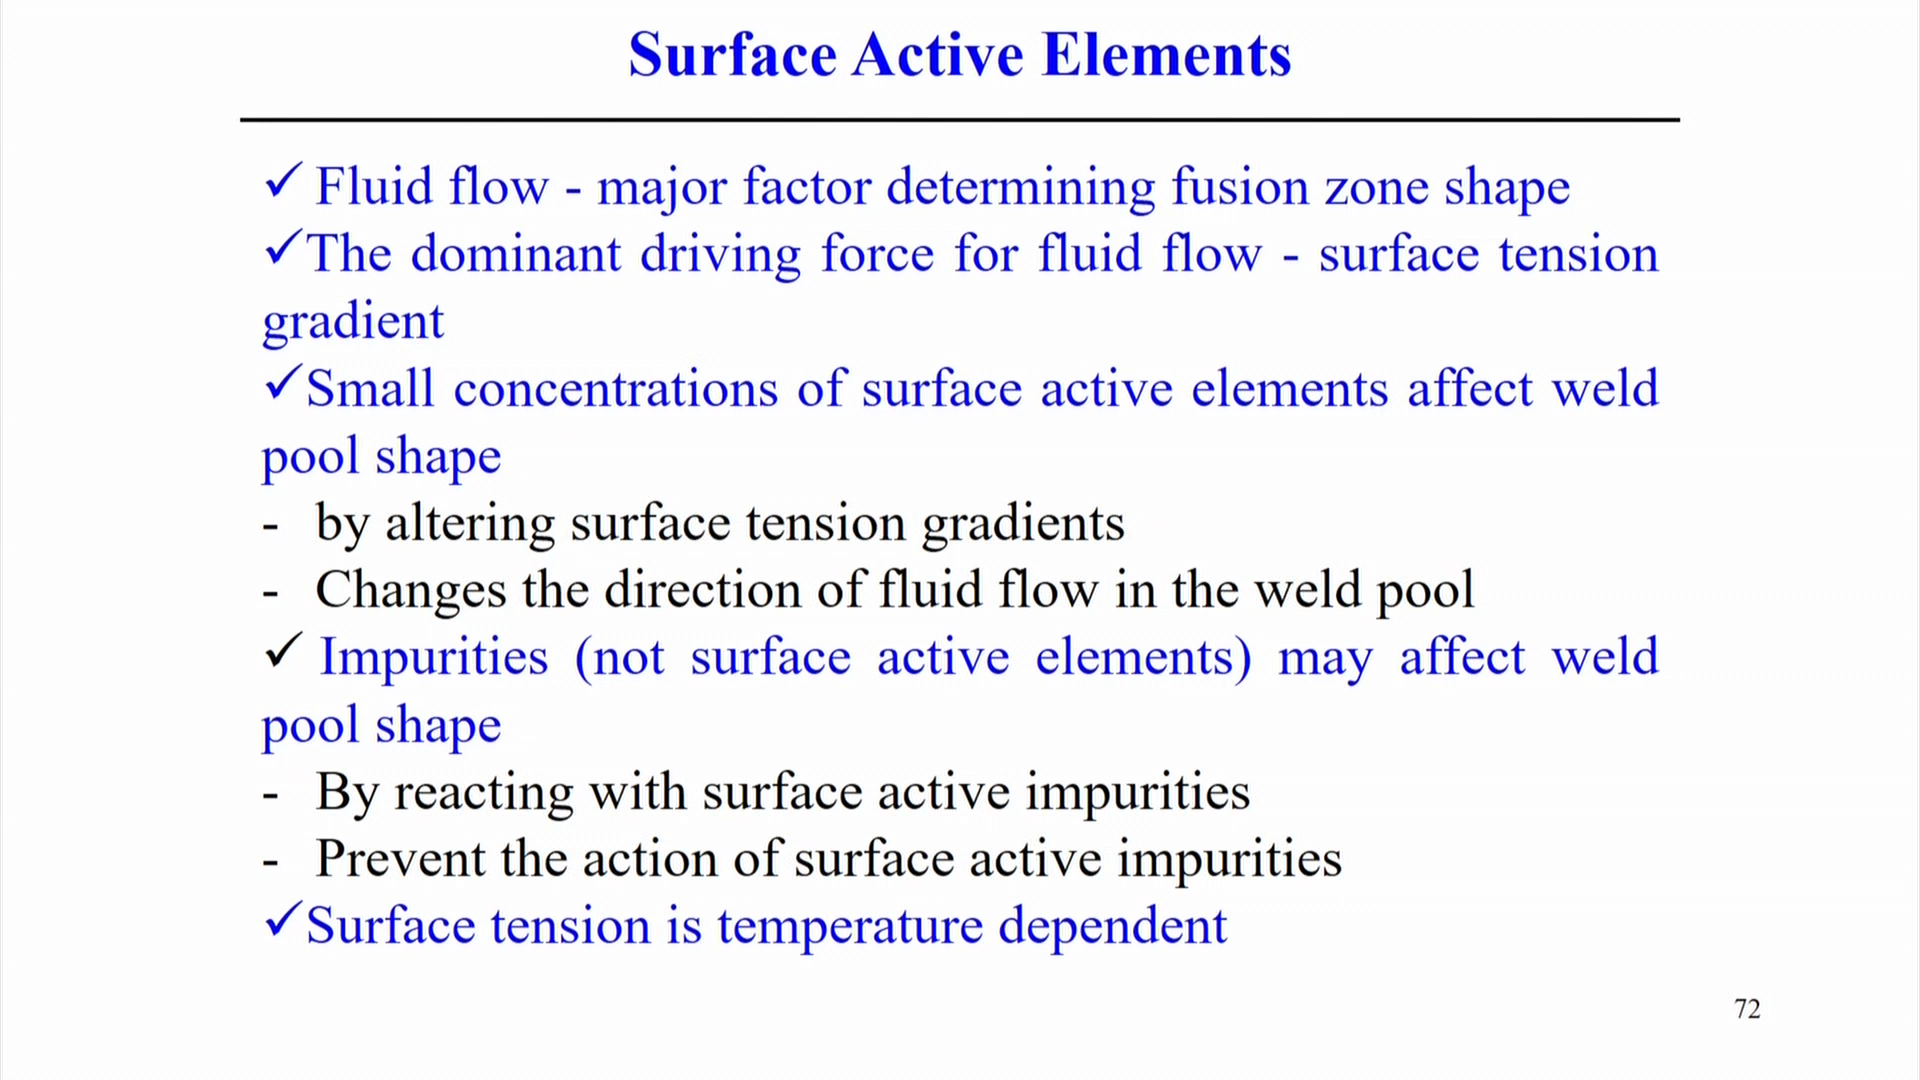 Surface Active Elements
✓ Fluid flow - major factor determining fusion zone shape
✓The dominant driving force for fluid flow - surface tension
gradient
✓Small concentrations of surface active elements affect weld
pool shape
- by altering surface tension gradients
- Changes the direction of fluid flow in the weld pool
✓ Impurities (not surface active elements) may affect weld
pool shape
- By reacting with surface active impurities
- Prevent the action of surface active impurities
✓Surface tension is temperature dependent
72